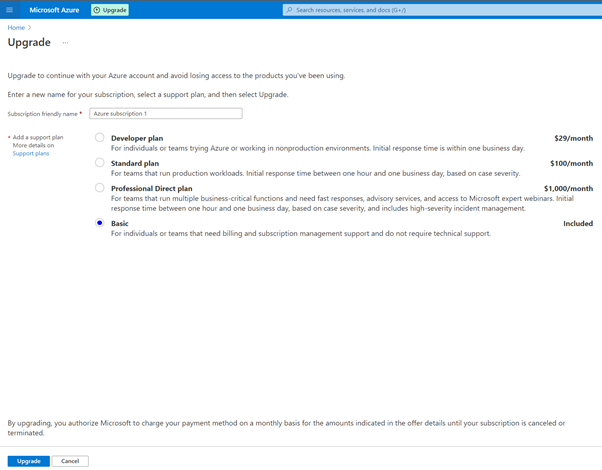 Microsoft Azure
Upgrade
Search resources, services, and docs (G+/)
Home
Upgrade
...
Upgrade to continue with your Azure account and avoid losing access to the products you've been using.
Enter a new name for your subscription, select a support plan, and then select Upgrade.
Subscription friendly name *
Azure subscription 1
* Add a support plan
More details on
Support plans
Developer plan
$29/month
For individuals or teams trying Azure or working in nonproduction environments. Initial response time is within one business day.
Standard plan
$100/month
For teams that run production workloads. Initial response time between one hour and one business day, based on case severity.
Professional Direct plan
$1,000/month
For teams that run multiple business-critical functions and need fast responses, advisory services, and access to Microsoft expert webinars. Initial
response time between one hour and one business day, based on case severity, and includes high-severity incident management.
Basic
Included
For individuals or teams that need billing and subscription management support and do not require technical support.
By upgrading, you authorize Microsoft to charge your payment method on a monthly basis for the amounts indicated in the offer details until your subscription is canceled or
terminated.
Upgrade
Cancel